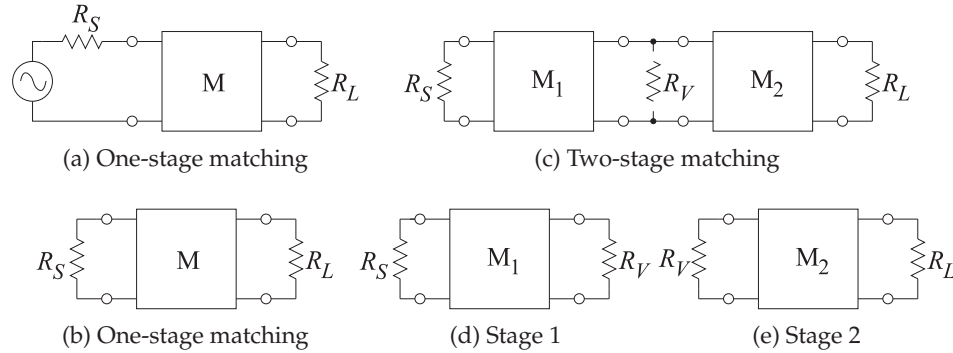 R_S
M
R_L
(a) One-stage matching
R_S
M_1
R_V
M_2
R_L
(c) Two-stage matching
R_S
M
R_L
(b) One-stage matching
R_S
M_1
R_V
(d) Stage 1
R_V
M_2
R_L
(e) Stage 2